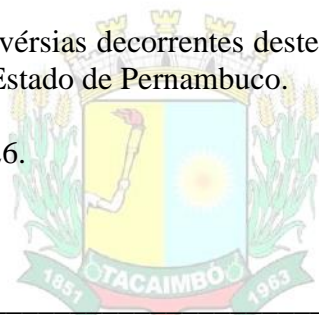 vérsias decorrentes deste
Estado de Pernambuco.
6.
1851 TACAIMBÓ 1963